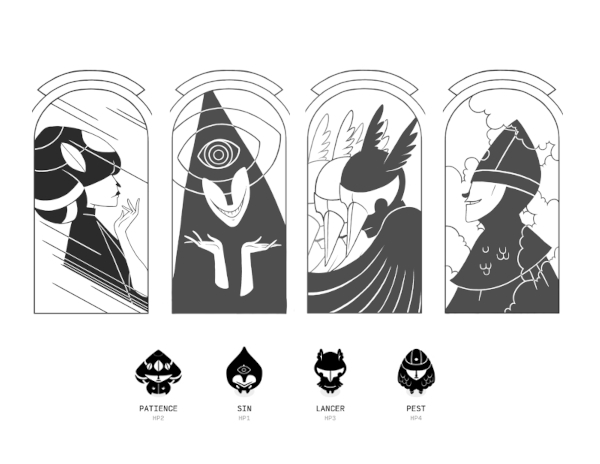 PATIENCE
HP2
SIN
HP1
LANCER
HP3
PEST
HP4